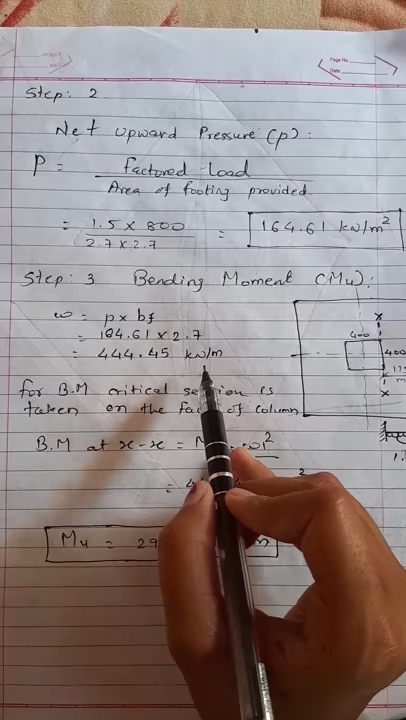 Page No.
Date
Step: 2
Net Upward Pressure (p):
P = Factored Load
Area of footing provided
= 1.5 x 800
2.7 x 2.7
= 164.61 kN/m²
Step: 3 Bending Moment (Mu):
w = p x bf
= 164.61 x 2.7
= 444.45 kN/m
400
400
x
x
for B.M critical section is
taken on the face of column
B.M at x-x = M
2
=
Mu = 29